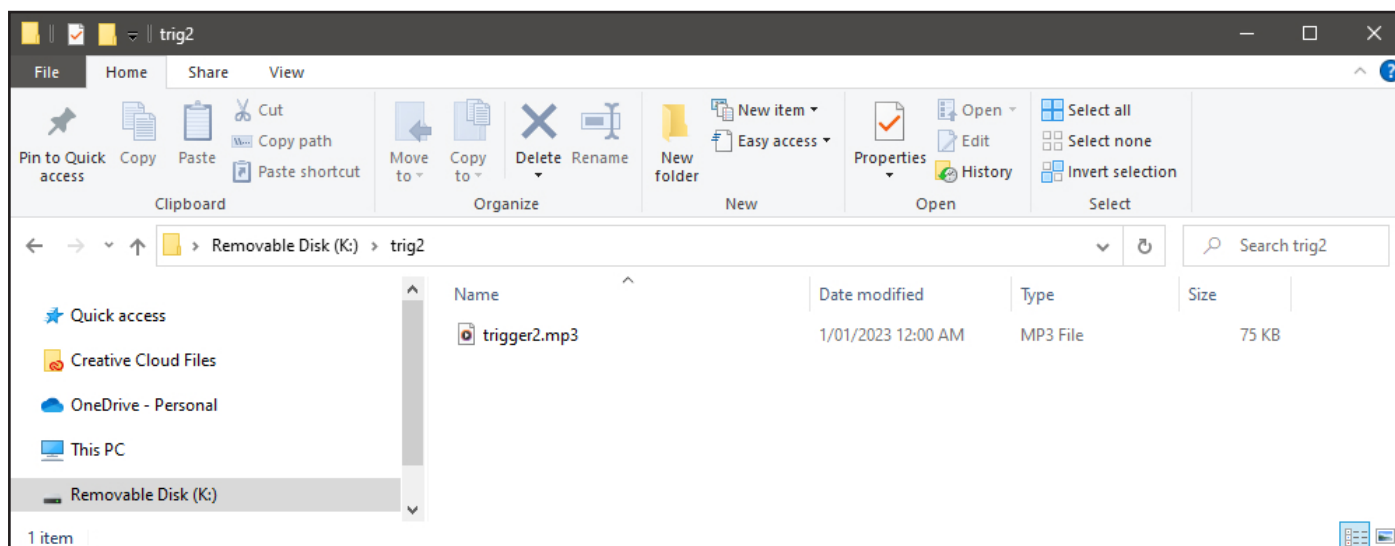 trig2
File Home Share View
?
Pin to Quick access
Copy
Paste
Cut
W... Copy path
Paste shortcut
Clipboard
Move to
Copy to
Delete
Rename
Organize
New folder
New item
Easy access
New
Properties
Open
Edit
History
Open
Select all
Select none
Invert selection
Select
Removable Disk (K:) > trig2
Search trig2
Name Date modified Type Size
trigger2.mp3 1/01/2023 12:00 AM MP3 File 75 KB
Quick access
Creative Cloud Files
OneDrive - Personal
This PC
Removable Disk (K:)
1 item